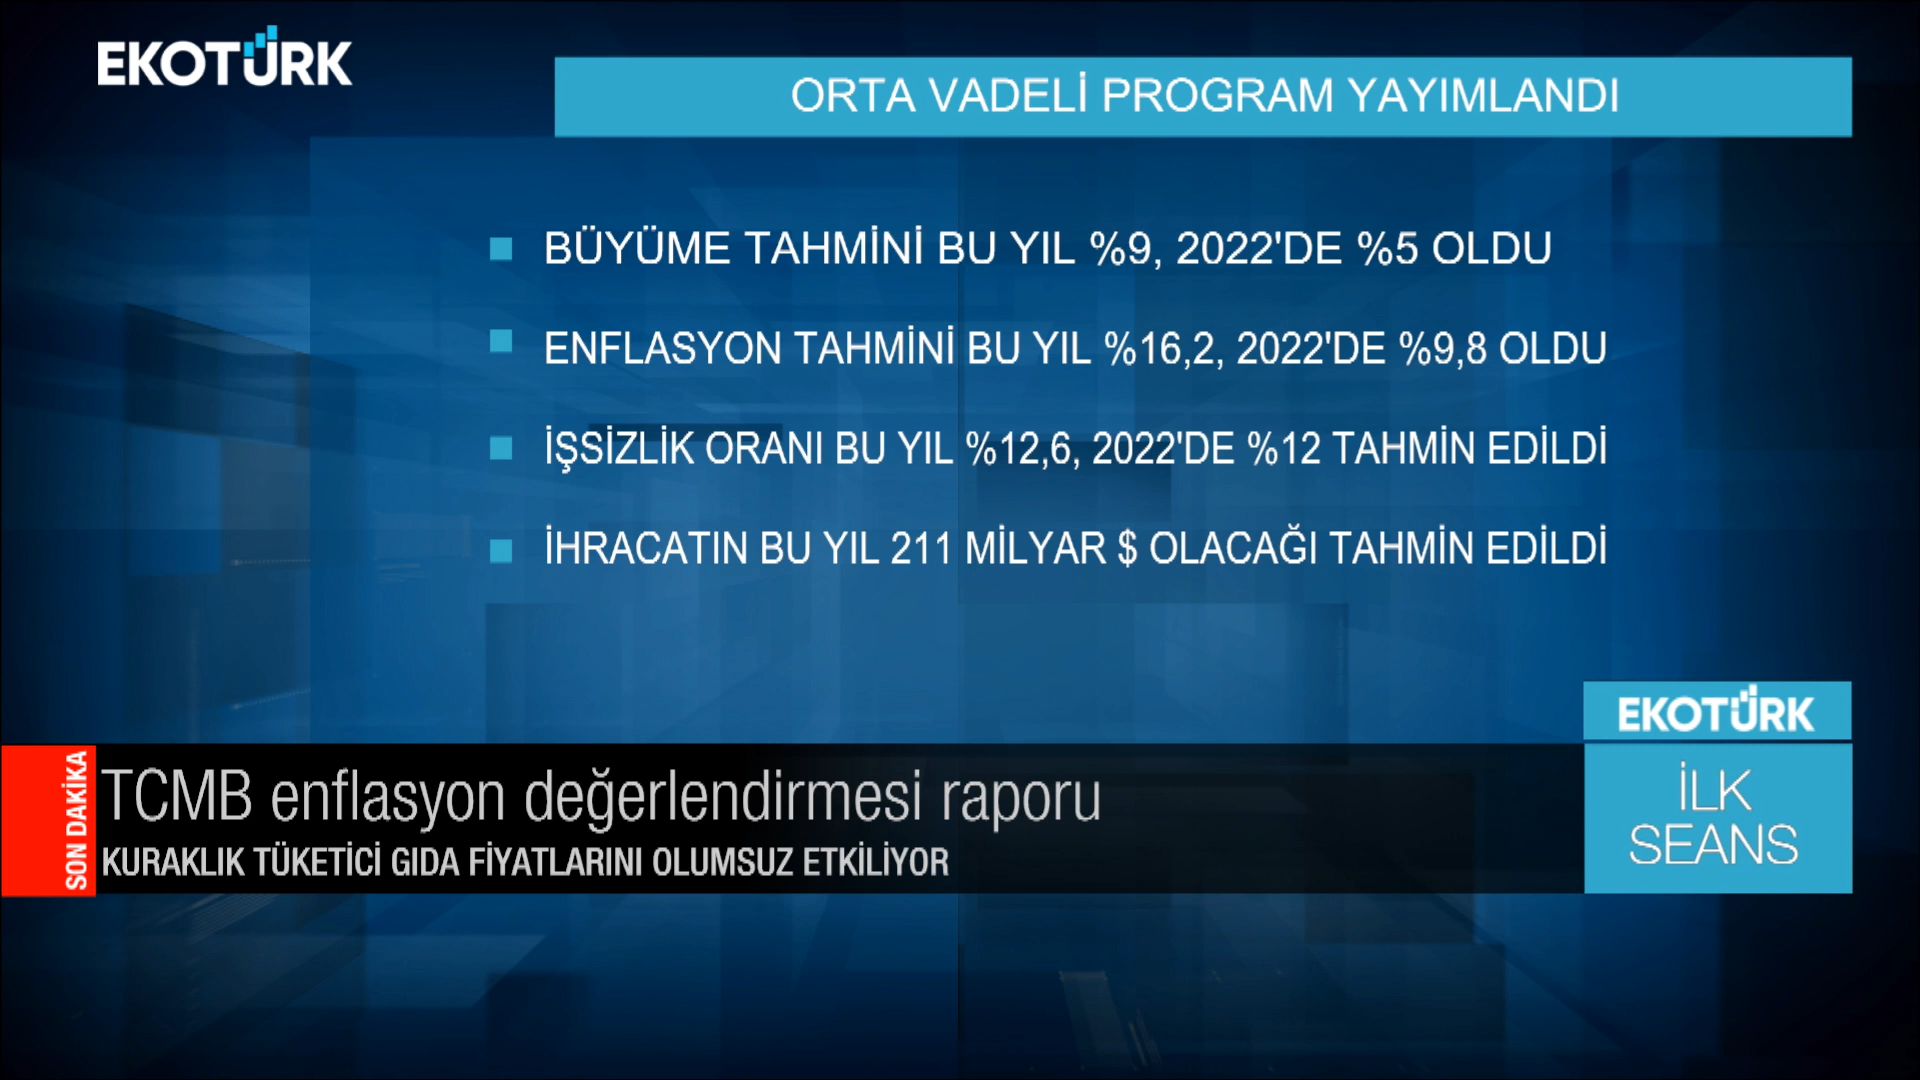 EKOTÜRK
ORTA VADELİ PROGRAM YAYIMLANDI
BÜYÜME TAHMİNİ BU YIL %9, 2022'DE %5 OLDU
ENFLASYON TAHMİNİ BU YIL %16,2, 2022'DE %9,8 OLDU
İŞSİZLİK ORANI BU YIL %12,6, 2022'DE %12 TAHMİN EDİLDİ
İHRACATIN BU YIL 211 MİLYAR $ OLACAĞI TAHMİN EDİLDİ
EKOTÜRK
İLK
SEANS
SON DAKİKA
TCMB enflasyon değerlendirmesi raporu
KURAKLIK TÜKETİCİ GIDA FİYATLARINI OLUMSUZ ETKİLİYOR